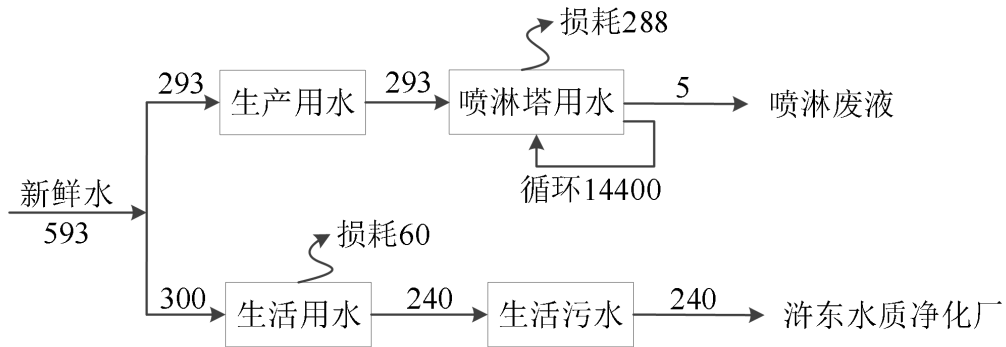 损耗288
293
生产用水
293
喷淋塔用水
5
喷淋废液
循环14400
新鲜水
593
损耗60
300
生活用水
240
生活污水
240
浒东水质净化厂